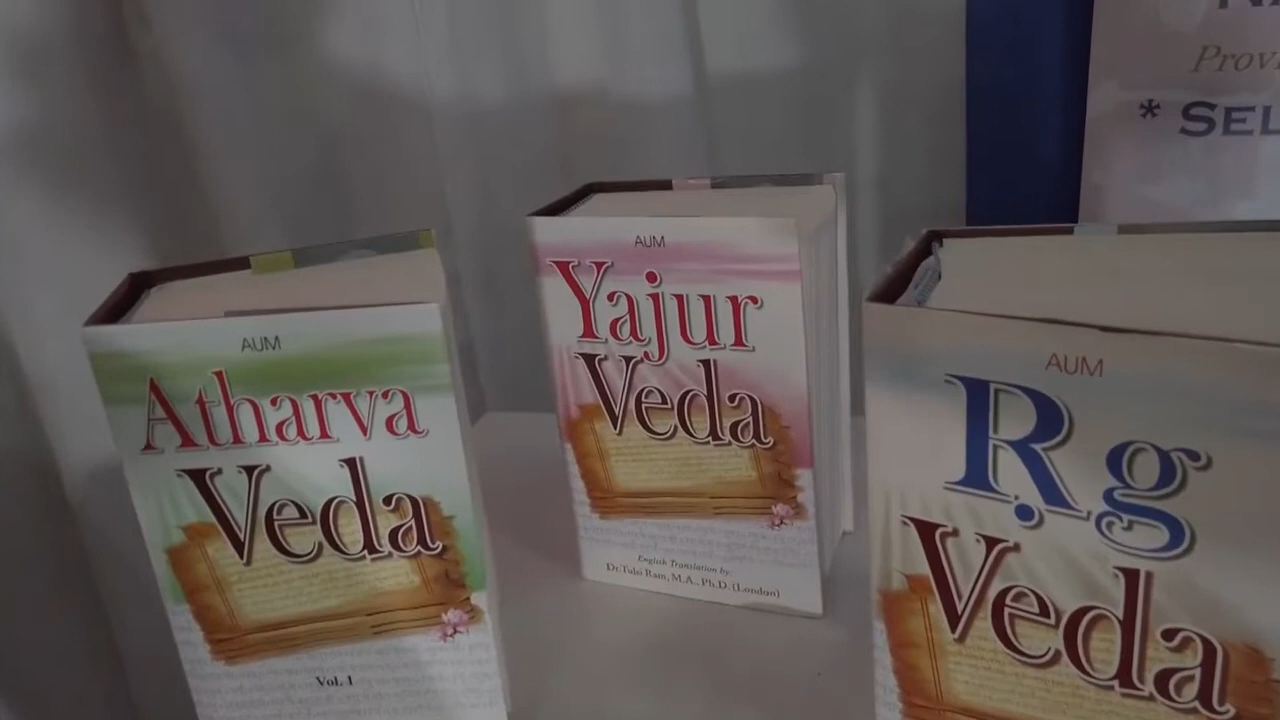 AUM
Atharva
Veda
Vol. I
AUM
Yajur
Veda
English Translation by:
Dr. Tulsi Ram, M.A., Ph.D. (London)
AUM
Ṛg
Veda
* SEL